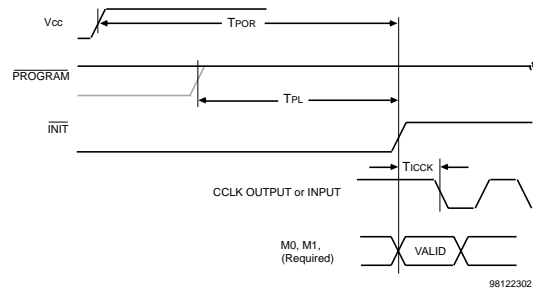 Vcc
TPOR
PROGRAM
TPL
INIT
TICCK
CCLK OUTPUT or INPUT
M0, M1,
(Required)
VALID
98122302